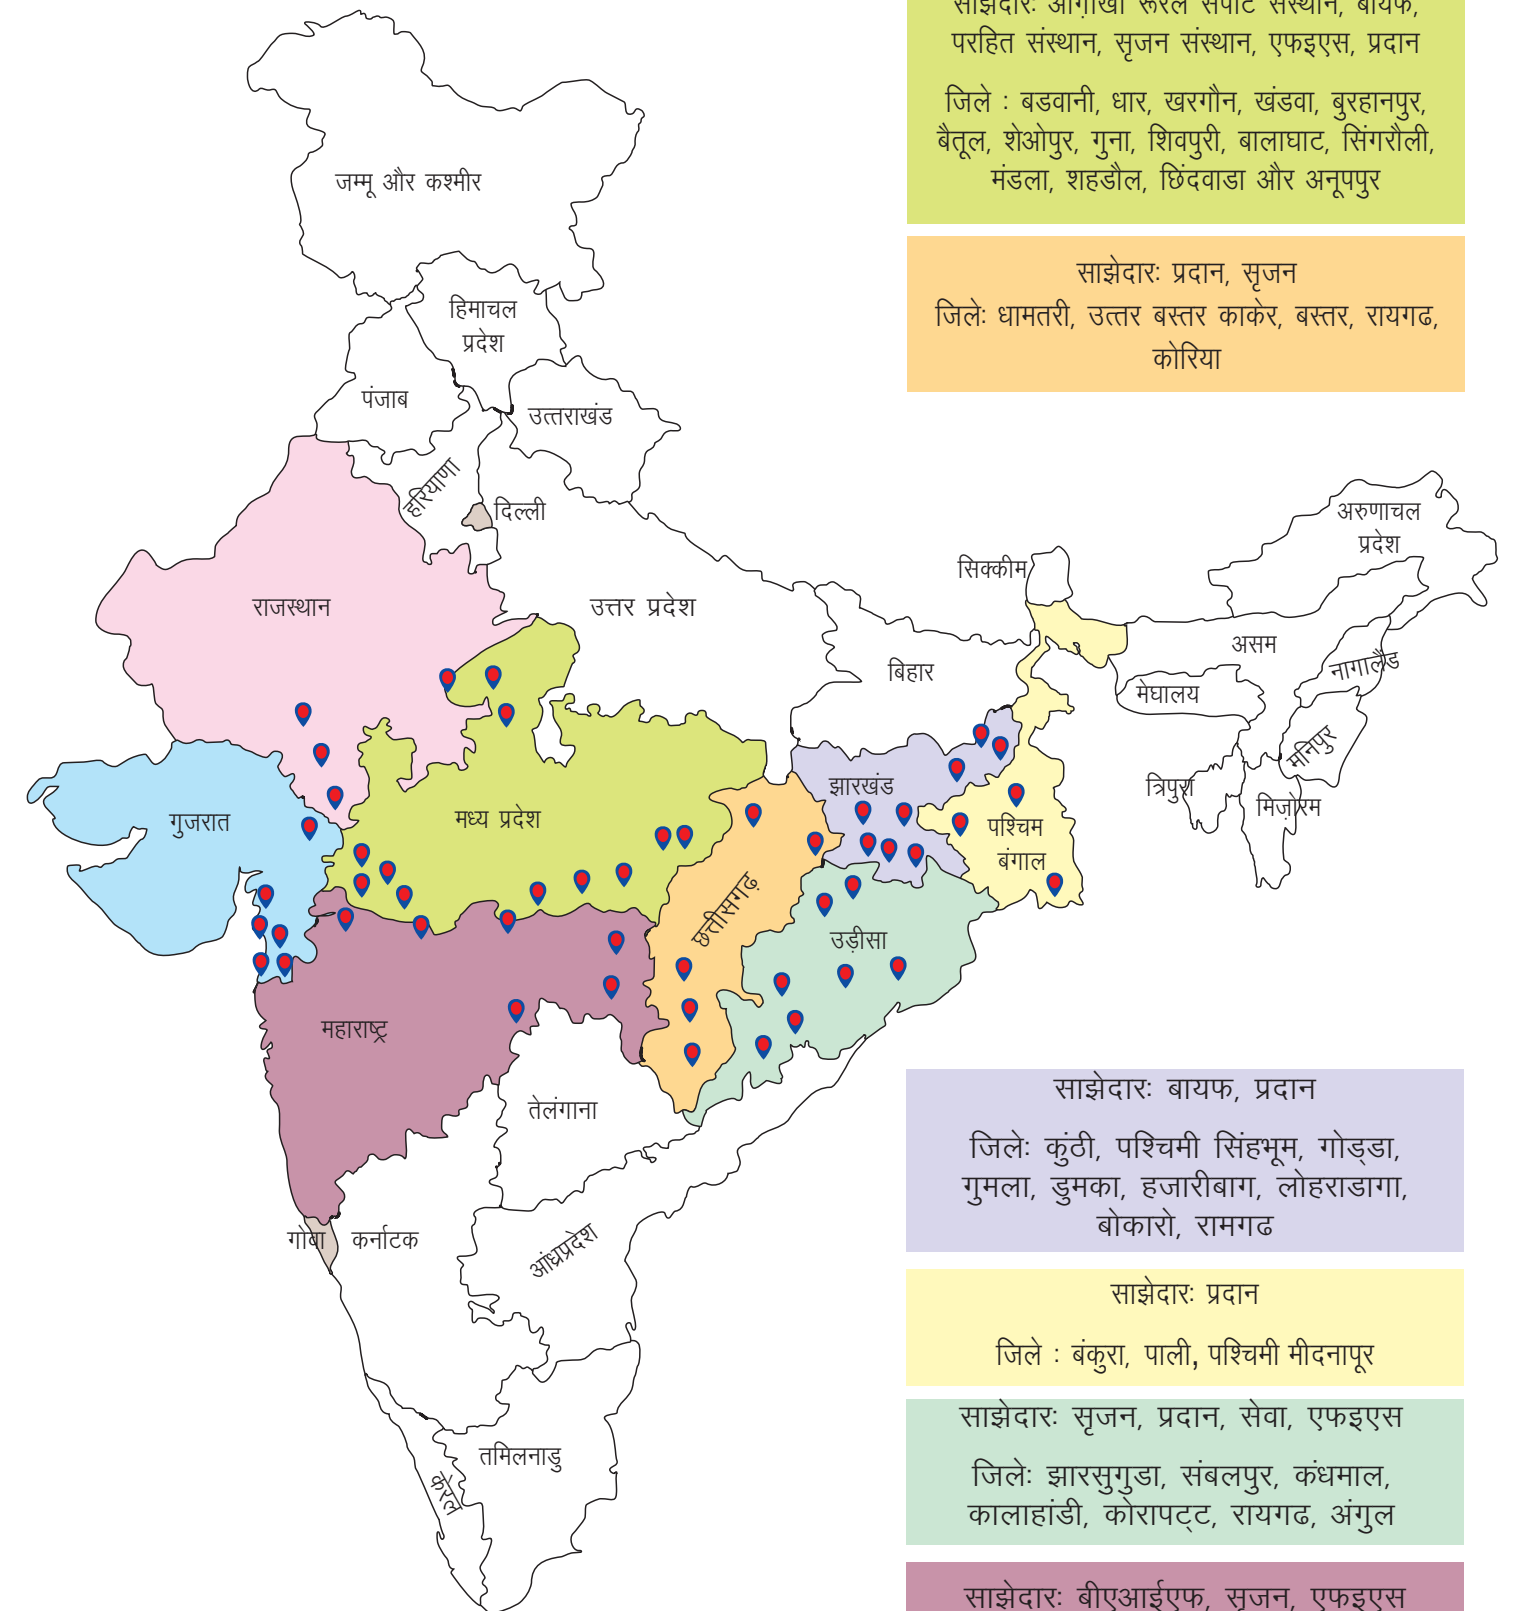 साझेदारः आग़ाखाँ रूरल सपोर्ट संस्थान, बायफ,
परहित संस्थान, सृजन संस्थान, एफइएस, प्रदान
जिले : बडवानी, धार, खरगौन, खंडवा, बुरहानपुर,
बैतूल, शेओपुर, गुना, शिवपुरी, बालाघाट, सिंगरौली,
मंडला, शहडौल, छिंदवाडा और अनूपपुर
साझेदारः प्रदान, सृजन
जिलेः धामतरी, उत्तर बस्तर काकेर, बस्तर, रायगढ,
कोरिया
जम्मू और कश्मीर
हिमाचल
प्रदेश
पंजाब
उत्तराखंड
हरियाणा
दिल्ली
अरुणाचल
प्रदेश
सिक्कीम
राजस्थान
उत्तर प्रदेश
असम
बिहार
नागालैंड
मेघालय
मनिपुर
त्रिपुरा
मिज़ोरम
झारखंड
गुजरात
मध्य प्रदेश
पश्चिम
बंगाल
छत्तीसगढ़
उड़ीसा
महाराष्ट्र
तेलंगाना
गोवा
कर्नाटक
आंध्रप्रदेश
तमिलनाडु
केरल
साझेदारः बायफ, प्रदान
जिलेः कुंठी, पश्चिमी सिंहभूम, गोड्डा,
गुमला, डुमका, हजारीबाग, लोहराडागा,
बोकारो, रामगढ
साझेदारः प्रदान
जिले : बंकुरा, पाली, पश्चिमी मीदनापूर
साझेदारः सृजन, प्रदान, सेवा, एफइएस
जिलेः झारसुगुडा, संबलपुर, कंधमाल,
कालाहांडी, कोरापट्ट, रायगढ, अंगुल
साझेदारः बीएआईएफ, सृजन, एफइएस